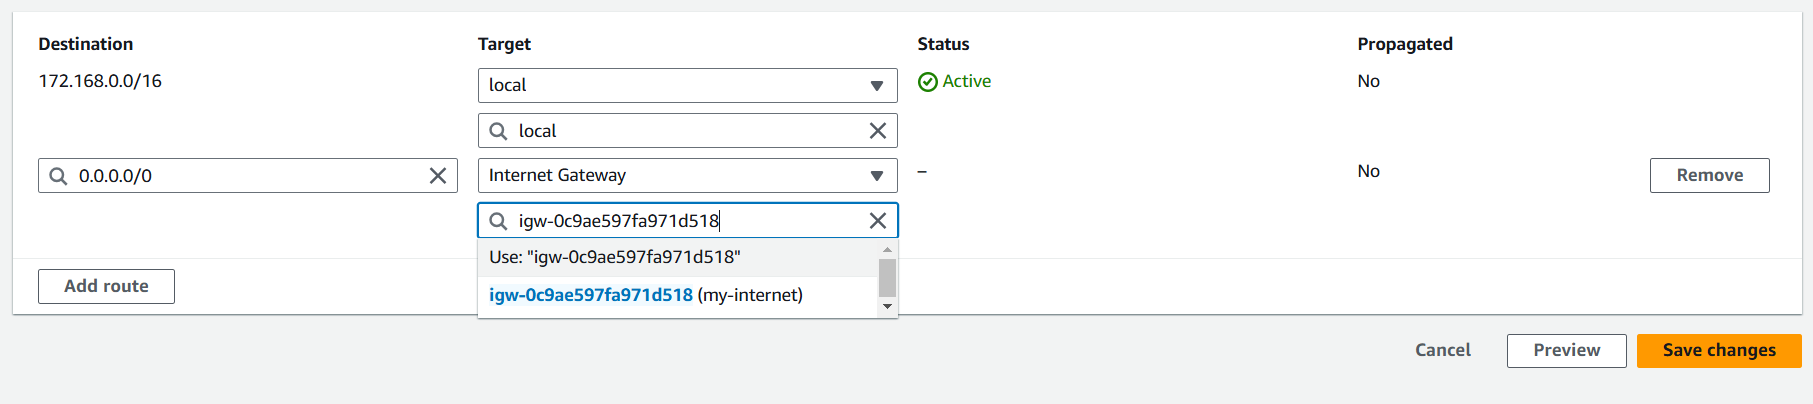 Destination Target Status Propagated
172.168.0.0/16 local Active No
local
0.0.0.0/0 Internet Gateway – No Remove
igw-0c9ae597fa971d518
Use: "igw-0c9ae597fa971d518"
Add route igw-0c9ae597fa971d518 (my-internet)
Cancel Preview Save changes